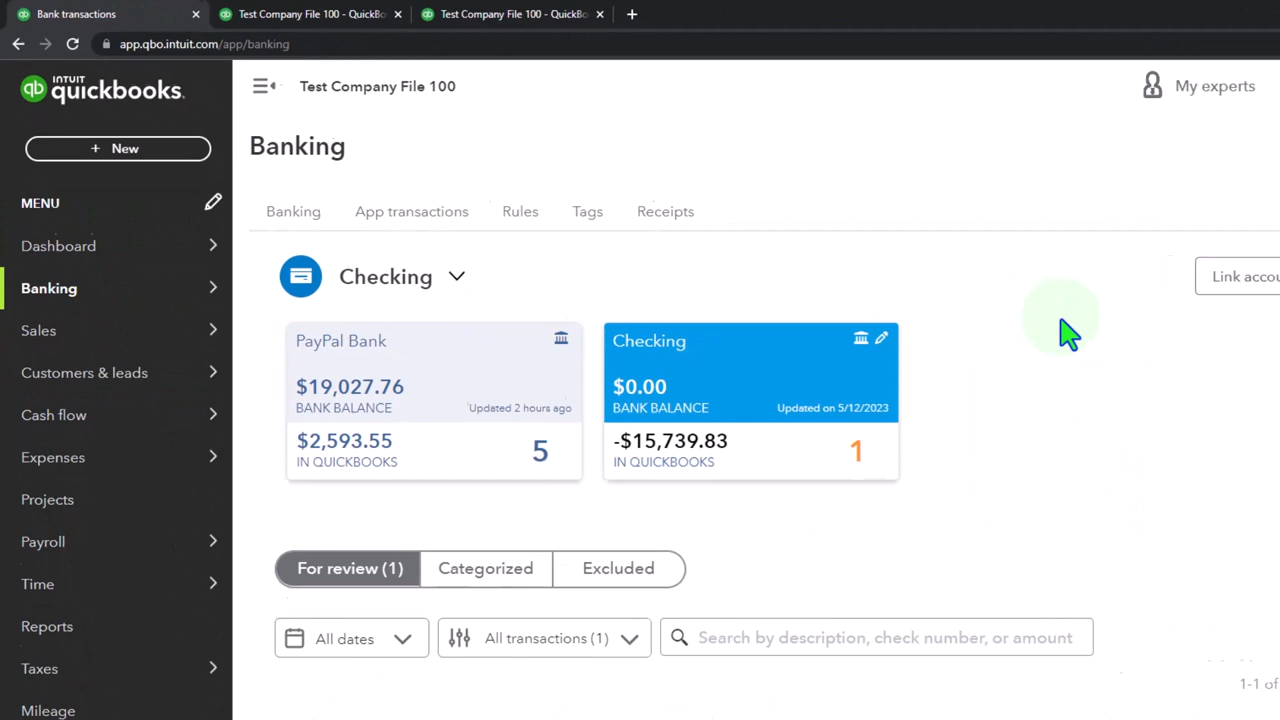 Bank transactions
Test Company File 100 - QuickBo
Test Company File 100 - QuickBo
app.qbo.intuit.com/app/banking
INTUIT
quickbooks.
Test Company File 100
My experts
+ New
Banking
MENU
Banking
App transactions
Rules
Tags
Receipts
Dashboard
Banking
Sales
Customers & leads
Cash flow
Expenses
Projects
Payroll
Time
Reports
Taxes
Mileage
Checking
Link accou
PayPal Bank
$19,027.76
BANK BALANCE
Updated 2 hours ago
$2,593.55
IN QUICKBOOKS
5
Checking
$0.00
BANK BALANCE
Updated on 5/12/2023
-$15,739.83
IN QUICKBOOKS
1
For review (1)
Categorized
Excluded
All dates
All transactions (1)
Search by description, check number, or amount
1-1 of